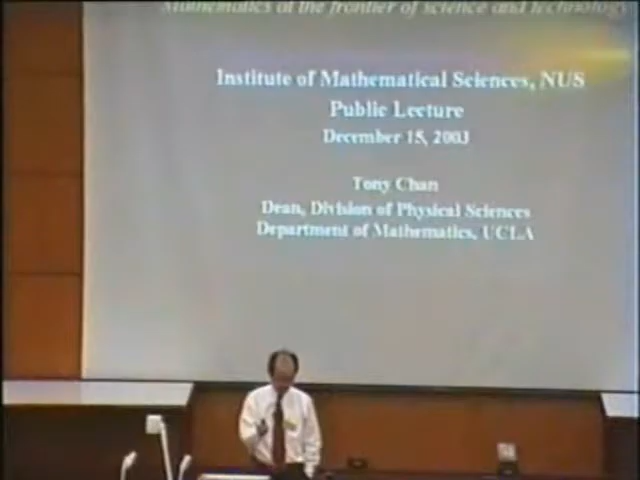 Mathematics at the frontier of science and technology
Institute of Mathematical Sciences, NUS
Public Lecture
December 15, 2003
Tony Chan
Dean, Division of Physical Sciences
Department of Mathematics, UCLA